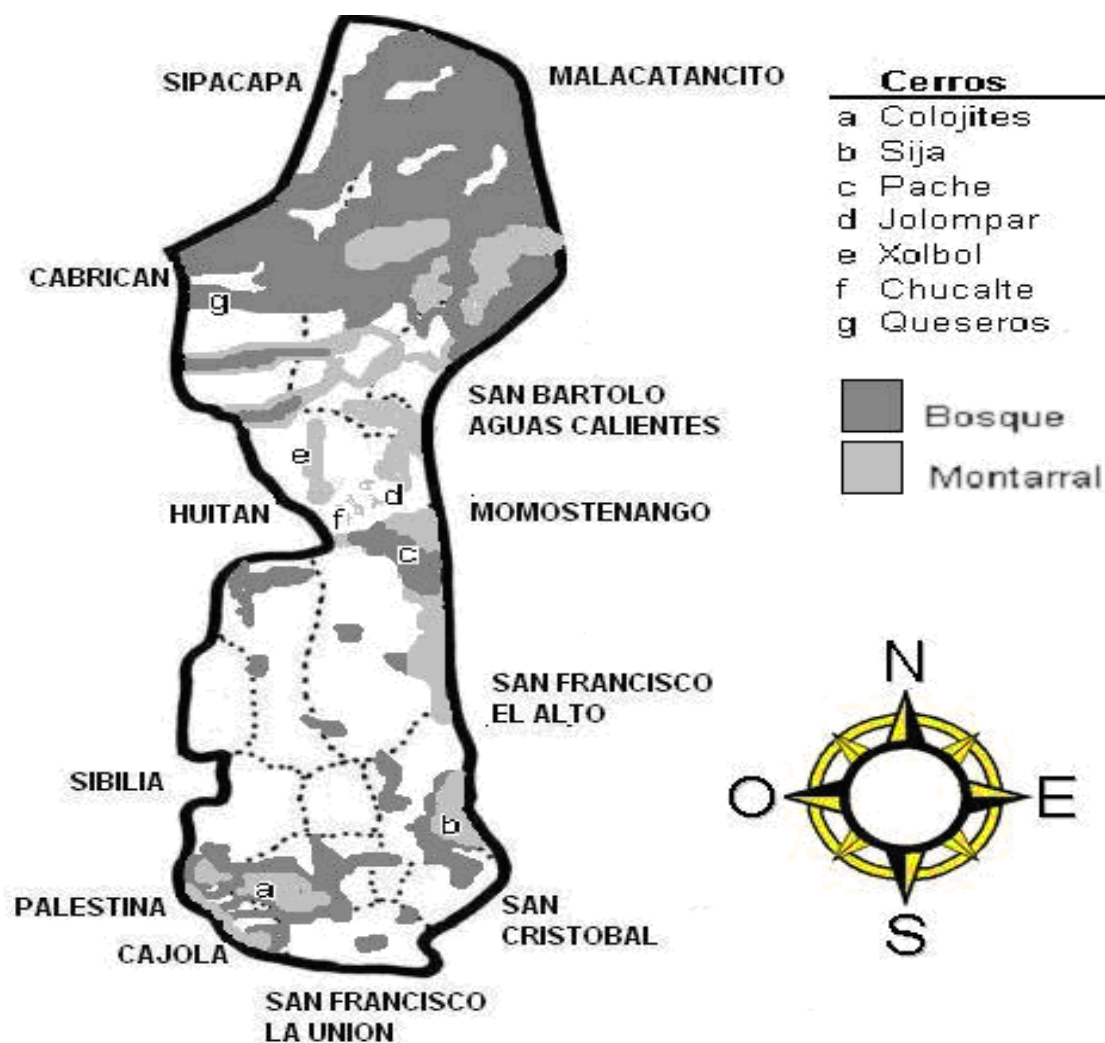 SIPACAPA
MALACATANCITO
CABRICAN
SAN BARTOLO
AGUAS CALIENTES
HUITAN
MOMOSTENANGO
SAN FRANCISCO
EL ALTO
SIBILIA
PALESTINA
CAJOLA
SAN
CRISTOBAL
SAN FRANCISCO
LA UNION
g
e
d
f
c
b
a
Cerros
a Colojites
b Sija
c Pache
d Jolompar
e Xolbol
f Chucalte
g Queseros
Bosque
Montarral
N
O
E
S